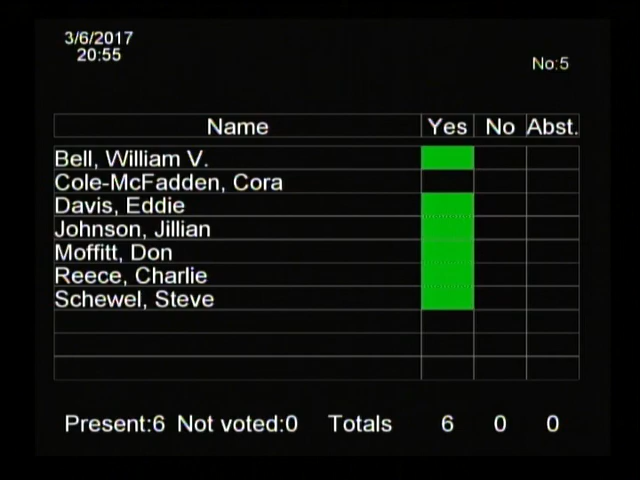 3/6/2017
20:55
No:5
Name Yes No Abst.
Bell, William V.
Cole-McFadden, Cora
Davis, Eddie
Johnson, Jillian
Moffitt, Don
Reece, Charlie
Schewel, Steve
Present:6 Not voted:0 Totals 6 0 0